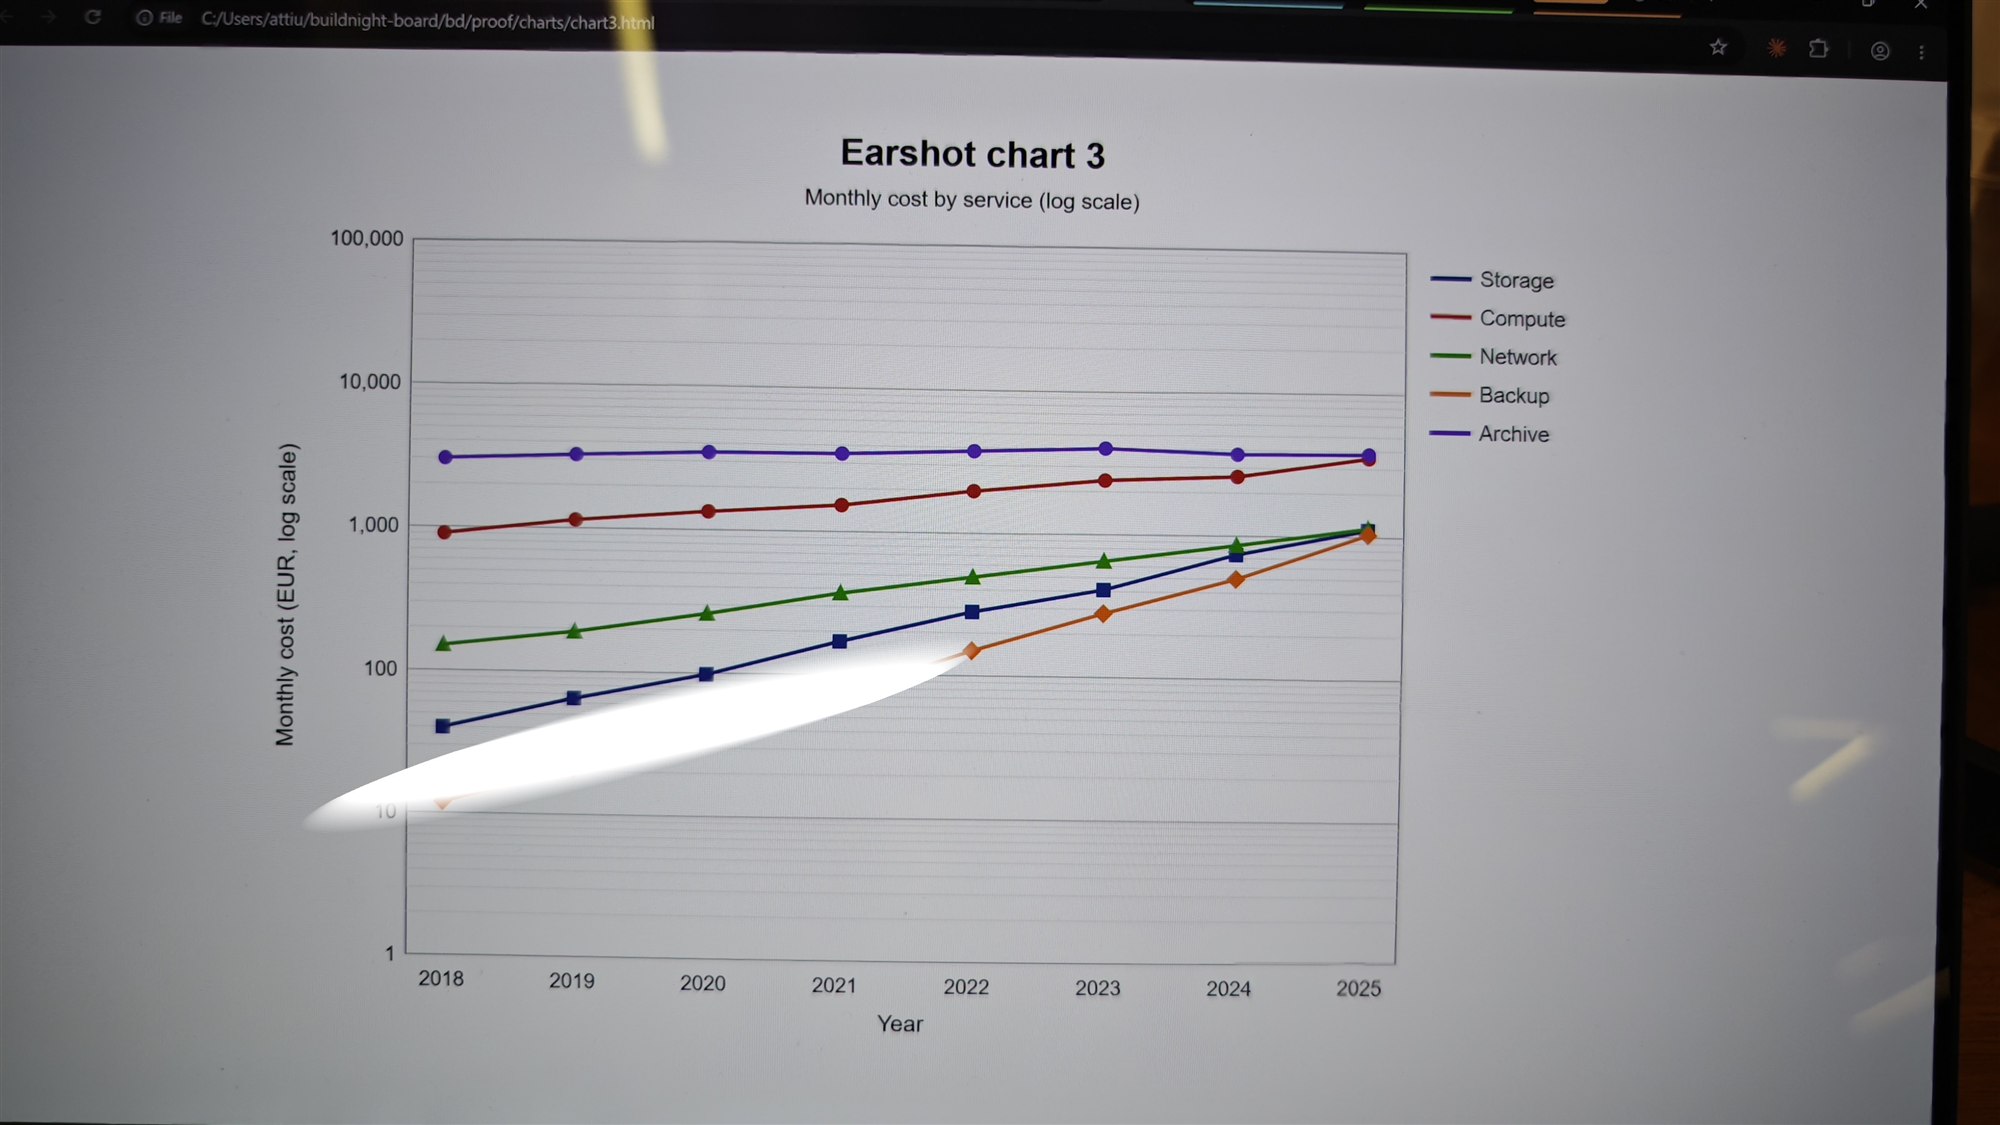 File C:/Users/attiu/buildnight-board/bd/proof/charts/chart3.html
Earshot chart 3
Monthly cost by service (log scale)
100,000
10,000
1,000
100
10
1
Monthly cost (EUR, log scale)
2018 2019 2020 2021 2022 2023 2024 2025
Year
Storage
Compute
Network
Backup
Archive